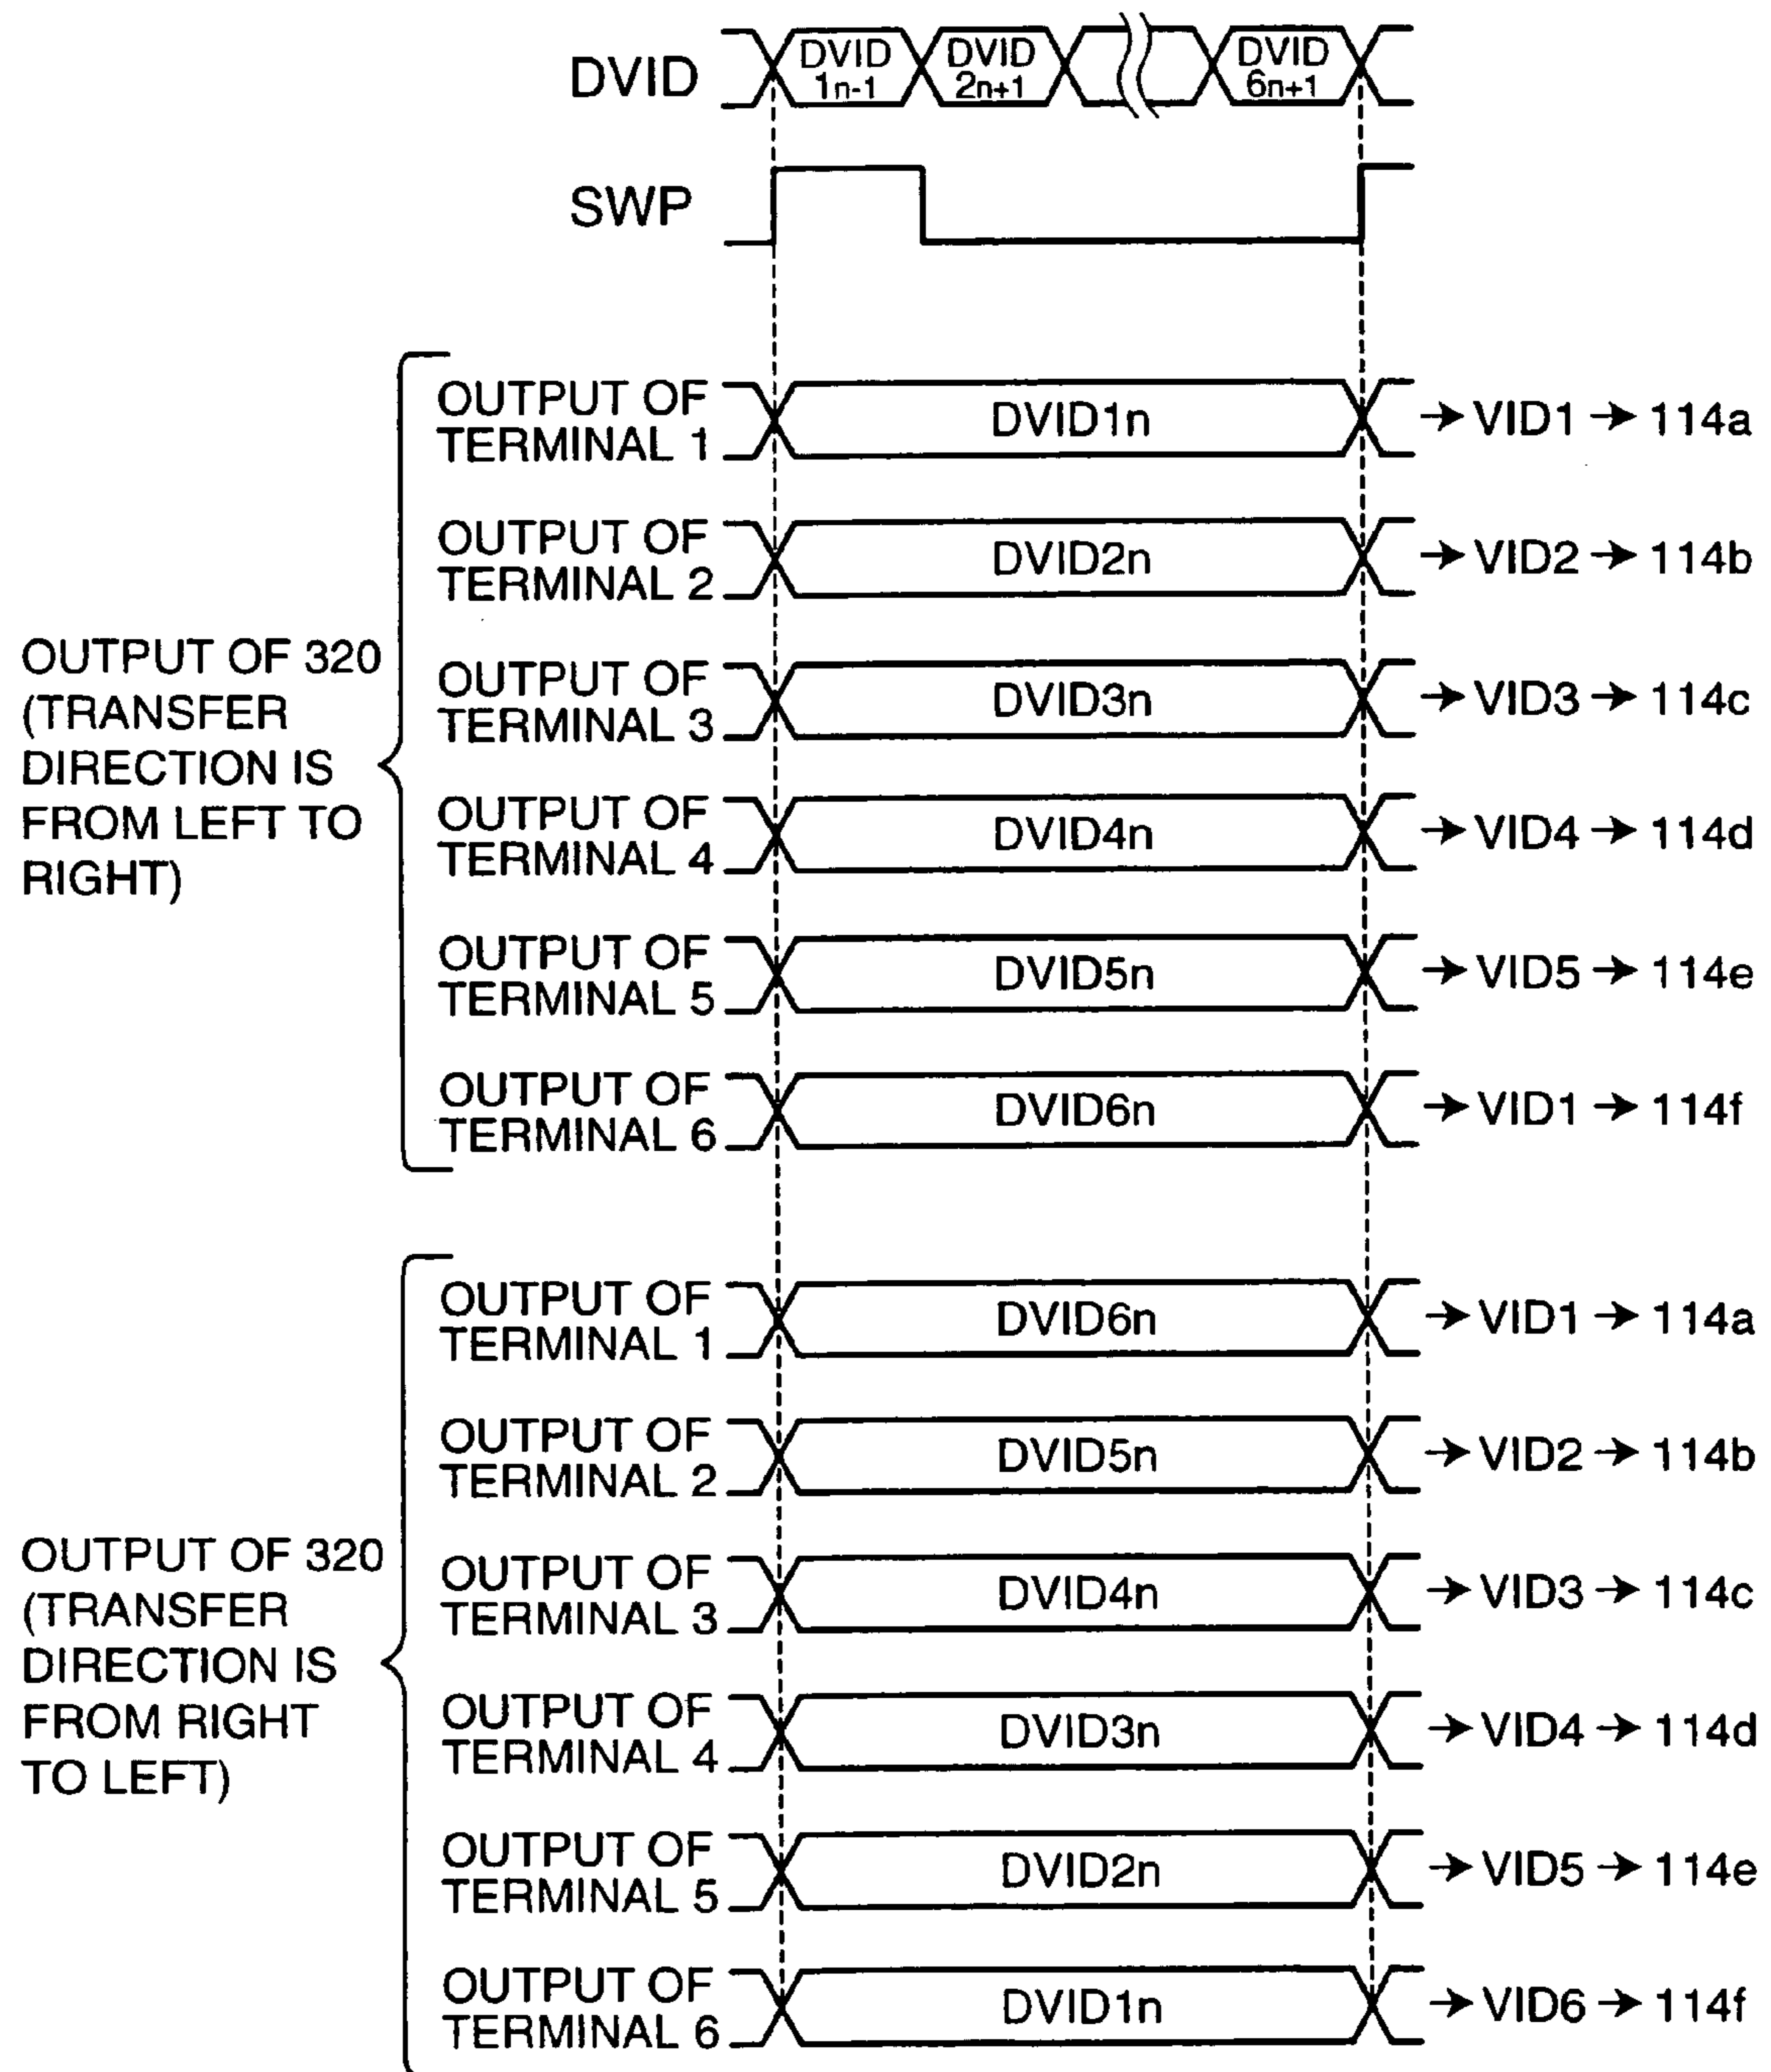 DVID
DVID
1n-1
DVID
2n+1
DVID
6n+1
SWP
OUTPUT OF 320
(TRANSFER
DIRECTION IS
FROM LEFT TO
RIGHT)
OUTPUT OF
TERMINAL 1
DVID1n
→ VID1 → 114a
OUTPUT OF
TERMINAL 2
DVID2n
→ VID2 → 114b
OUTPUT OF
TERMINAL 3
DVID3n
→ VID3 → 114c
OUTPUT OF
TERMINAL 4
DVID4n
→ VID4 → 114d
OUTPUT OF
TERMINAL 5
DVID5n
→ VID5 → 114e
OUTPUT OF
TERMINAL 6
DVID6n
→ VID1 → 114f
OUTPUT OF 320
(TRANSFER
DIRECTION IS
FROM RIGHT
TO LEFT)
OUTPUT OF
TERMINAL 1
DVID6n
→ VID1 → 114a
OUTPUT OF
TERMINAL 2
DVID5n
→ VID2 → 114b
OUTPUT OF
TERMINAL 3
DVID4n
→ VID3 → 114c
OUTPUT OF
TERMINAL 4
DVID3n
→ VID4 → 114d
OUTPUT OF
TERMINAL 5
DVID2n
→ VID5 → 114e
OUTPUT OF
TERMINAL 6
DVID1n
→ VID6 → 114f